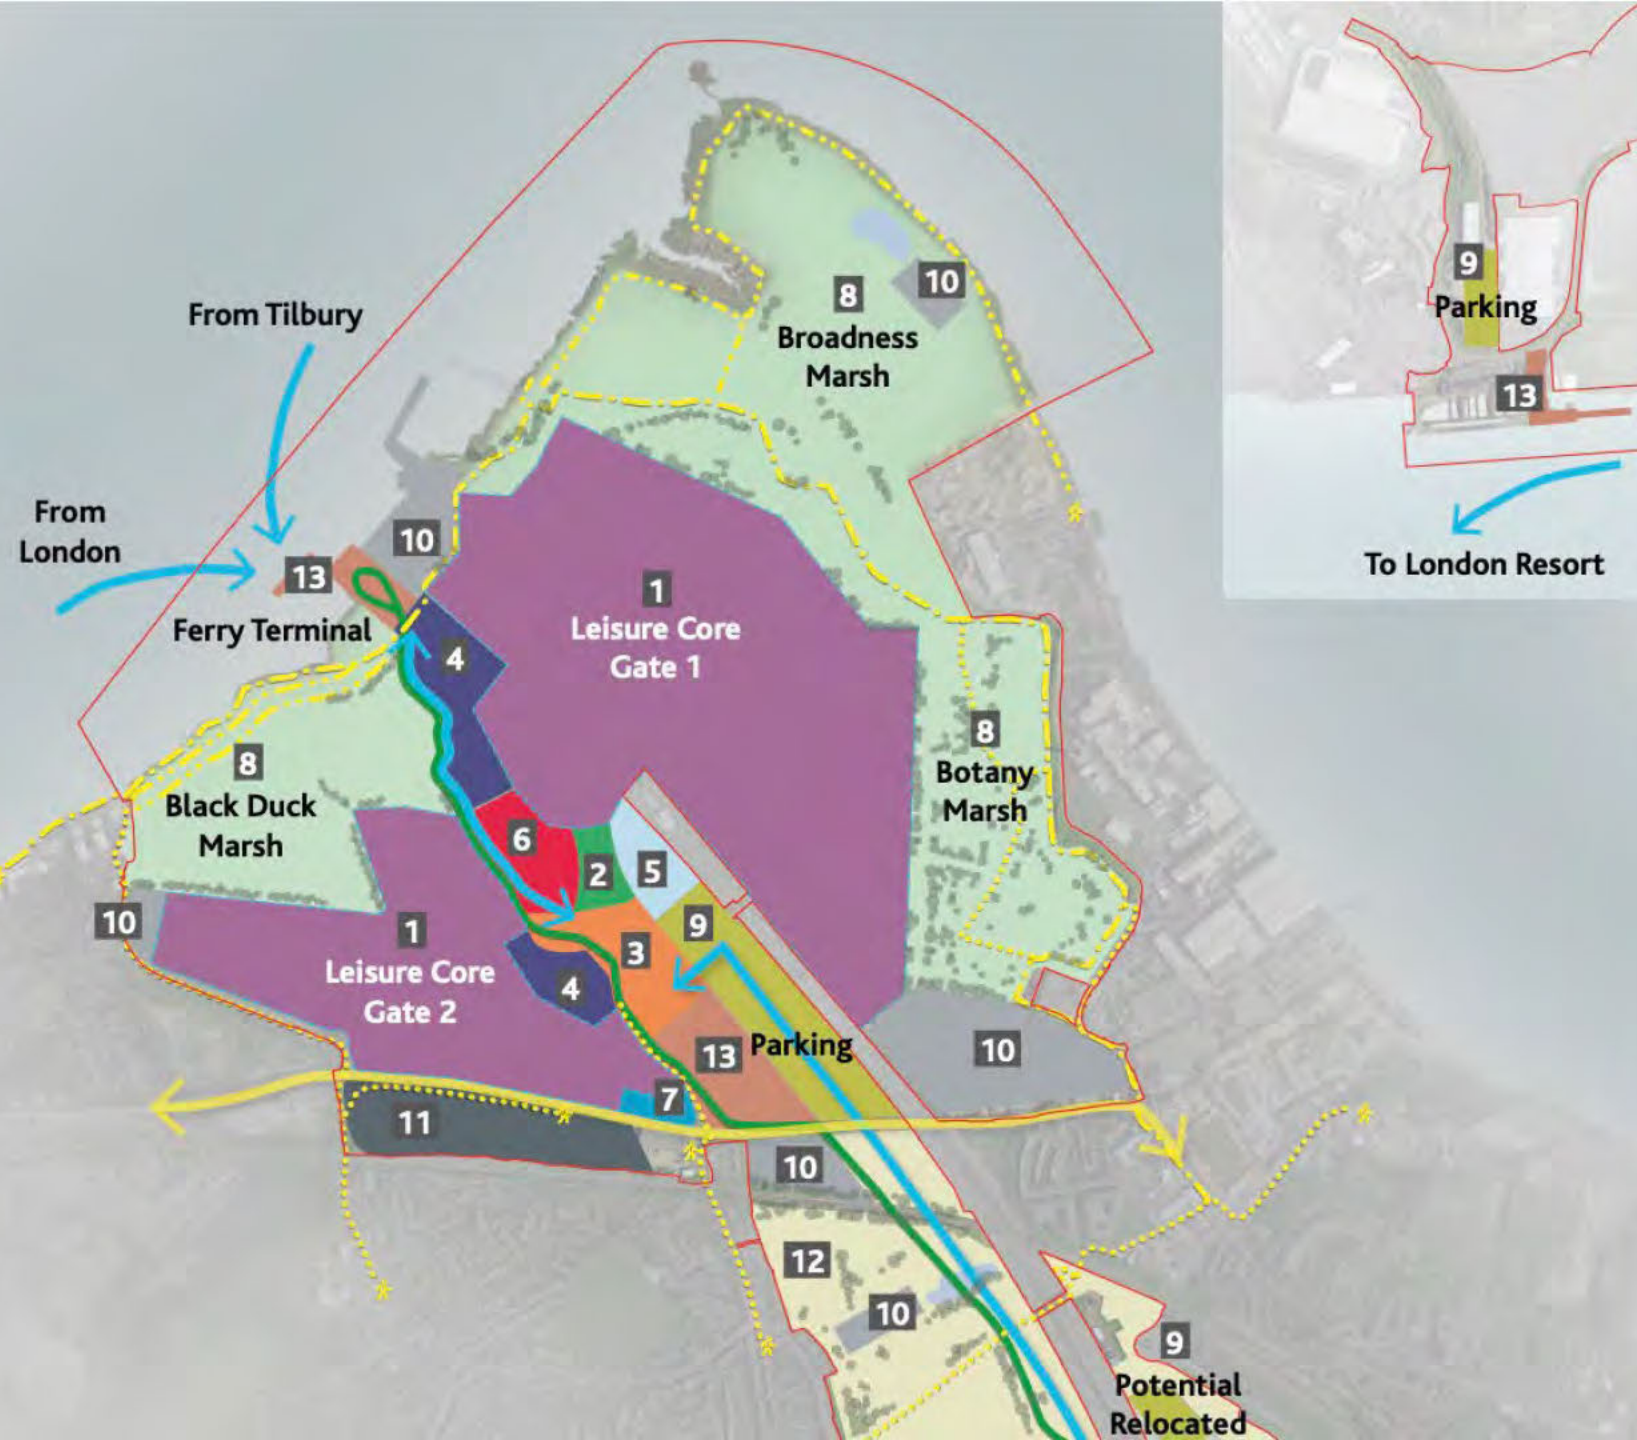 From Tilbury
From
London
13
Ferry Terminal
10
8
Broadness
Marsh
10
1
Leisure Core
Gate 1
4
8
Black Duck
Marsh
8
Botany
Marsh
6
2
5
9
3
4
10
1
Leisure Core
Gate 2
13
Parking
10
7
11
10
12
10
9
Potential
Relocated
9
Parking
13
To London Resort